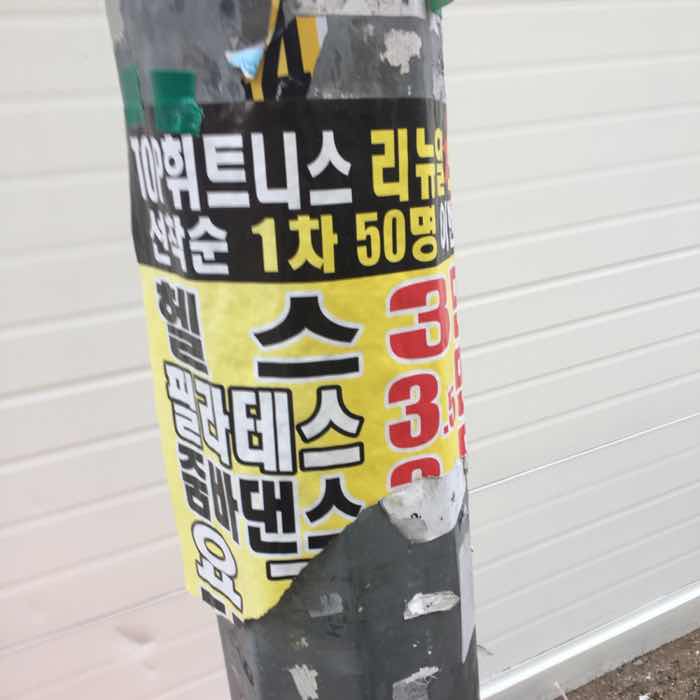 TOP휘트니스 리뉴얼
선착순 1차 50명
헬 스 3
필라테스 3.5
줌바댄스
요